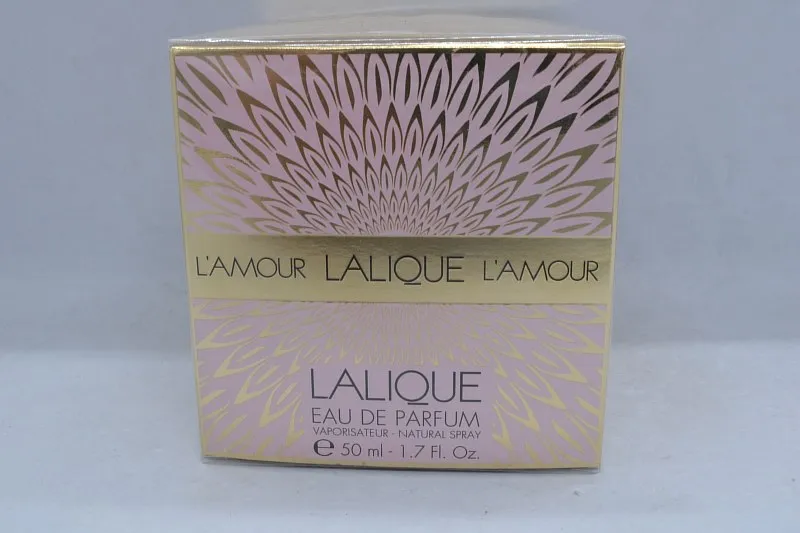 L'AMOUR LALIQUE L'AMOUR
LALIQUE
EAU DE PARFUM
VAPORISATEUR - NATURAL SPRAY
℮ 50 ml - 1.7 Fl. Oz.